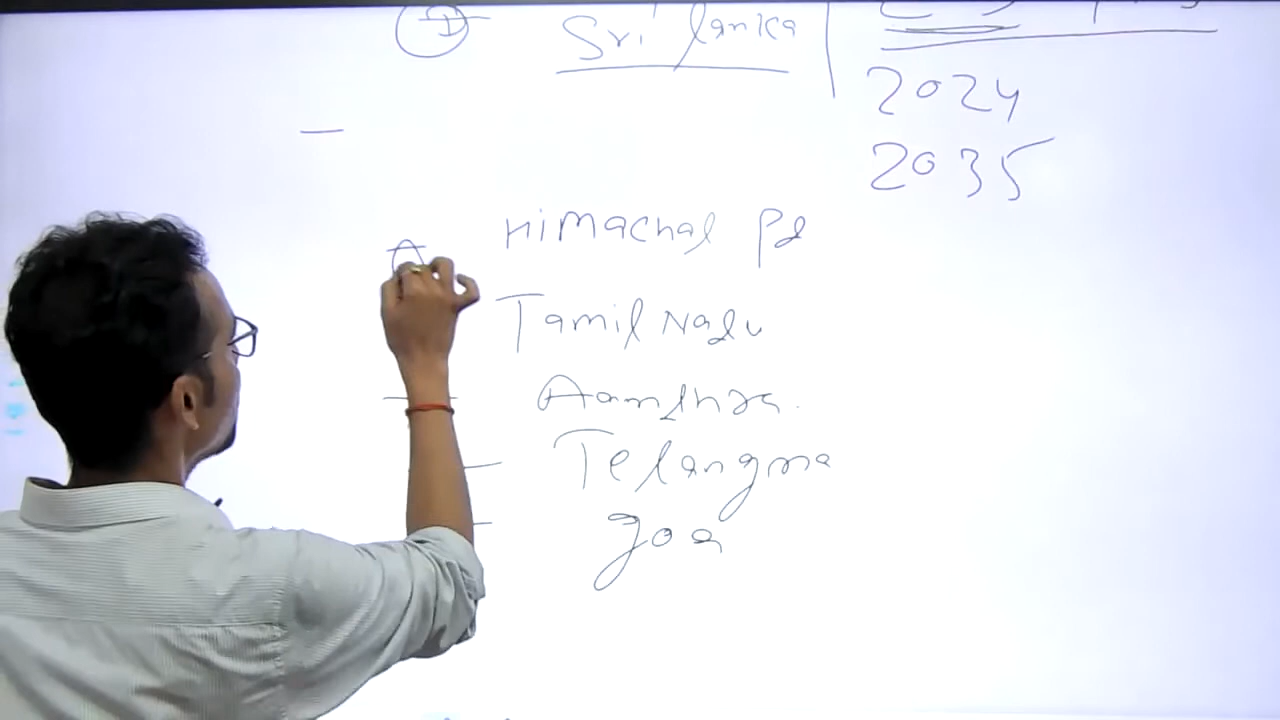 D Sri Lanka
2024
2035
A Himachal Pd
Tamil Nadu
Aandhra.
Telangna
goa